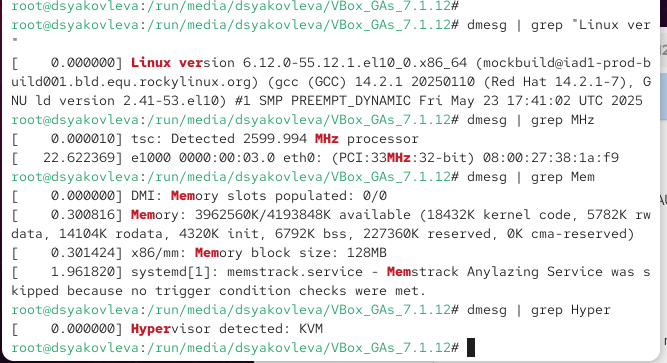 root@dsyakovleva:/run/media/dsyakovleva/VBox_GAs_7.1.12#
root@dsyakovleva:/run/media/dsyakovleva/VBox_GAs_7.1.12# dmesg | grep "Linux ver
"
[    0.000000] Linux version 6.12.0-55.12.1.el10_0.x86_64 (mockbuild@iad1-prod-b
uild001.bld.equ.rockylinux.org) (gcc (GCC) 14.2.1 20250110 (Red Hat 14.2.1-7), G
NU ld version 2.41-53.el10) #1 SMP PREEMPT_DYNAMIC Fri May 23 17:41:02 UTC 2025
root@dsyakovleva:/run/media/dsyakovleva/VBox_GAs_7.1.12# dmesg | grep MHz
[    0.000010] tsc: Detected 2599.994 MHz processor
[   22.622369] e1000 0000:00:03.0 eth0: (PCI:33MHz:32-bit) 08:00:27:38:1a:f9
root@dsyakovleva:/run/media/dsyakovleva/VBox_GAs_7.1.12# dmesg | grep Mem
[    0.000000] DMI: Memory slots populated: 0/0
[    0.300816] Memory: 3962560K/4193848K available (18432K kernel code, 5782K rw
data, 14104K rodata, 4320K init, 6792K bss, 227360K reserved, 0K cma-reserved)
[    0.301424] x86/mm: Memory block size: 128MB
[    1.961820] systemd[1]: memstrack.service - Memstrack Anylazing Service was s
kipped because no trigger condition checks were met.
root@dsyakovleva:/run/media/dsyakovleva/VBox_GAs_7.1.12# dmesg | grep Hyper
[    0.000000] Hypervisor detected: KVM
root@dsyakovleva:/run/media/dsyakovleva/VBox_GAs_7.1.12#